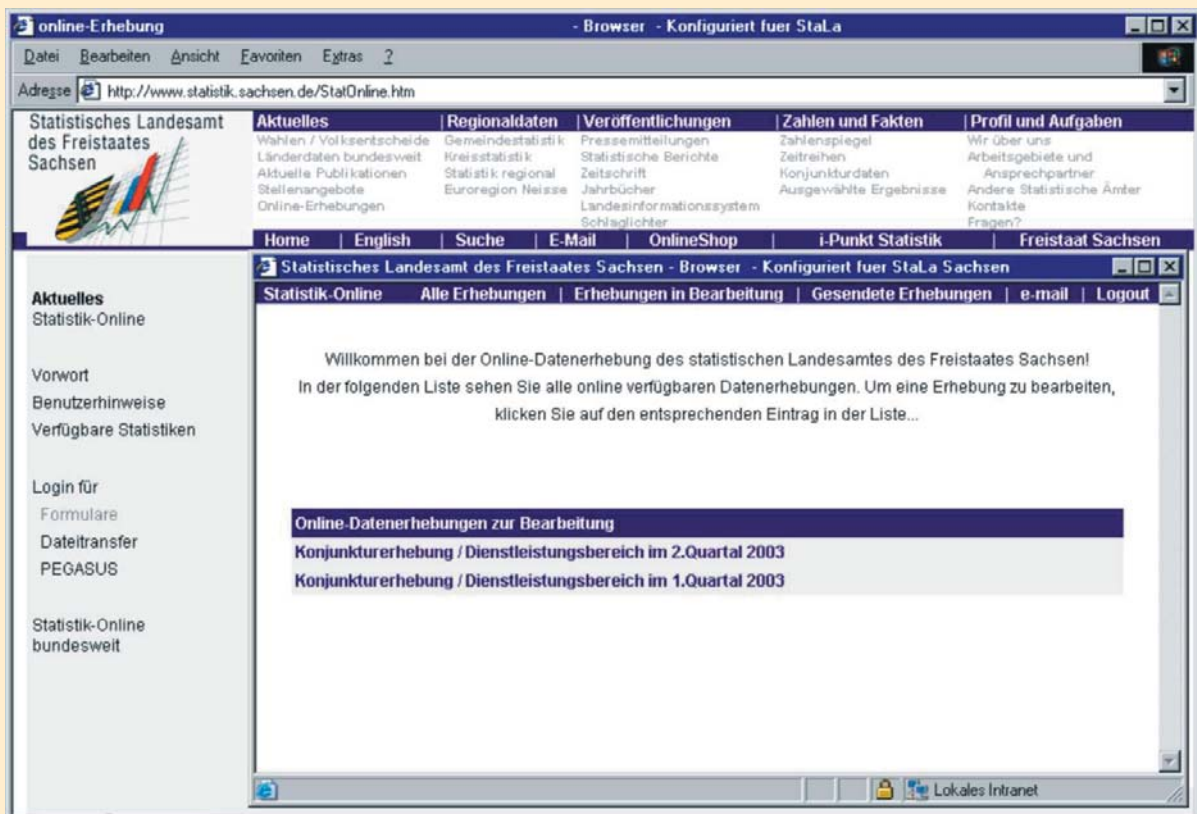 online-Erhebung - Browser - Konfiguriert fuer StaLa
Datei Bearbeiten Ansicht Favoriten Extras ?
Adresse http://www.statistik.sachsen.de/StatOnline.htm
Statistisches Landesamt
des Freistaates
Sachsen
Aktuelles | Regionaldaten | Veröffentlichungen | Zahlen und Fakten | Profil und Aufgaben
Wahlen / Volksentscheide Gemeindestatistik Pressemitteilungen Zahlenspiegel Wir über uns
Länderdaten bundesweit Kreisstatistik Statistische Berichte Zeitreihen Arbeitsgebiete und
Aktuelle Publikationen Statistik regional Zeitschrift Konjunkturdaten Ansprechpartner
Stellenangebote Euroregion Neisse Jahrbücher Ausgewählte Ergebnisse Andere Statistische Ämter
Online-Erhebungen Landesinformationssystem Kontakte
Schlaglichter Fragen?
Home | English | Suche | E-Mail | OnlineShop | i-Punkt Statistik | Freistaat Sachsen
Aktuelles
Statistik-Online
Vorwort
Benutzerhinweise
Verfügbare Statistiken
Login für
Formulare
Dateitransfer
PEGASUS
Statistik-Online
bundesweit
Statistisches Landesamt des Freistaates Sachsen - Browser - Konfiguriert fuer StaLa Sachsen
Statistik-Online Alle Erhebungen | Erhebungen in Bearbeitung | Gesendete Erhebungen | e-mail | Logout
Willkommen bei der Online-Datenerhebung des statistischen Landesamtes des Freistaates Sachsen!
In der folgenden Liste sehen Sie alle online verfügbaren Datenerhebungen. Um eine Erhebung zu bearbeiten,
klicken Sie auf den entsprechenden Eintrag in der Liste...
Online-Datenerhebungen zur Bearbeitung
Konjunkturerhebung / Dienstleistungsbereich im 2.Quartal 2003
Konjunkturerhebung / Dienstleistungsbereich im 1.Quartal 2003
Lokales Intranet